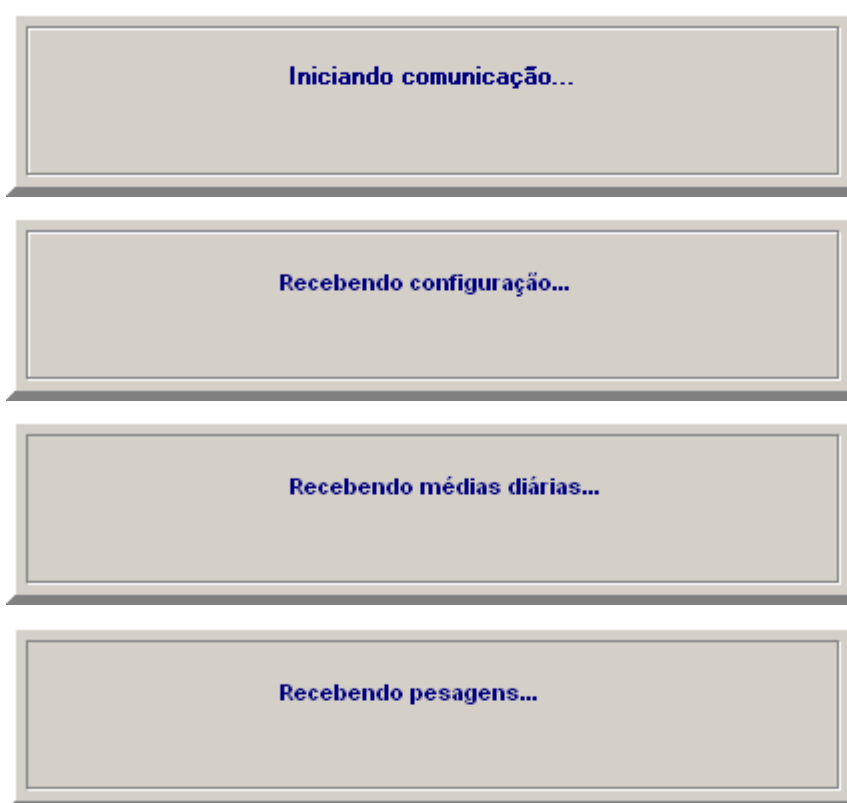 Iniciando comunicação...
Recebendo configuração...
Recebendo médias diárias...
Recebendo pesagens...